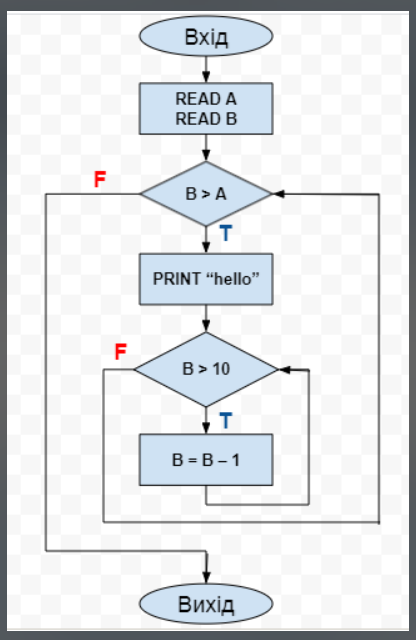 Вхід
READ A
READ B
F
B > A
T
PRINT “hello”
F
B > 10
T
B = B – 1
Вихід